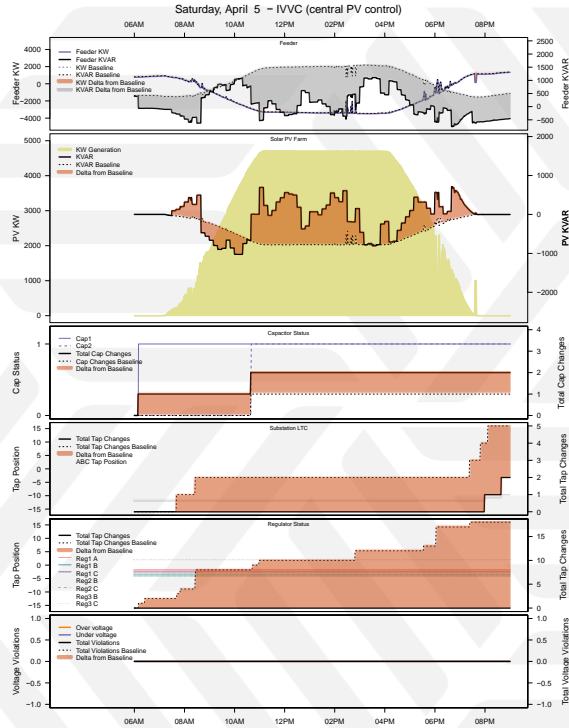 Saturday, April 5 − IVVC (central PV control)
06AM 08AM 10AM 12PM 02PM 04PM 06PM 08PM
Feeder
Feeder KW
Feeder KVAR
KW Baseline
KVAR Baseline
KW Delta from Baseline
KVAR Delta from Baseline
Feeder KW
4000
2000
0
−2000
−4000
2500
2000
1500
1000
500
0
−500
Feeder KVAR
Solar PV Farm
KW Generation
KVAR
KVAR Baseline
Delta from Baseline
PV KW
5000
4000
3000
2000
1000
0
2000
1000
0
−1000
−2000
PV KVAR
Capacitor Status
Cap1
Cap2
Total Cap Changes
Cap Changes Baseline
Delta from Baseline
Cap Status
1
0
4
3
2
1
0
Total Cap Changes
Substation LTC
Total Tap Changes
Total Tap Changes Baseline
Delta from Baseline
ABC Tap Position
Tap Position
15
10
5
0
−5
−10
−15
5
4
3
2
1
0
Total Tap Changes
Regulator Status
Total Tap Changes
Total Tap Changes Baseline
Delta from Baseline
Reg1 A
Reg1 B
Reg1 C
Reg2 B
Reg2 C
Reg3 B
Reg3 C
Tap Position
15
10
5
0
−5
−10
−15
15
10
5
0
Total Tap Changes
Over voltage
Under voltage
Total Violations
Total Violations Baseline
Delta from Baseline
Voltage Violations
1.0
0.5
0.0
−0.5
−1.0
1.0
0.5
0.0
−0.5
−1.0
Total Voltage Violations
06AM 08AM 10AM 12PM 02PM 04PM 06PM 08PM